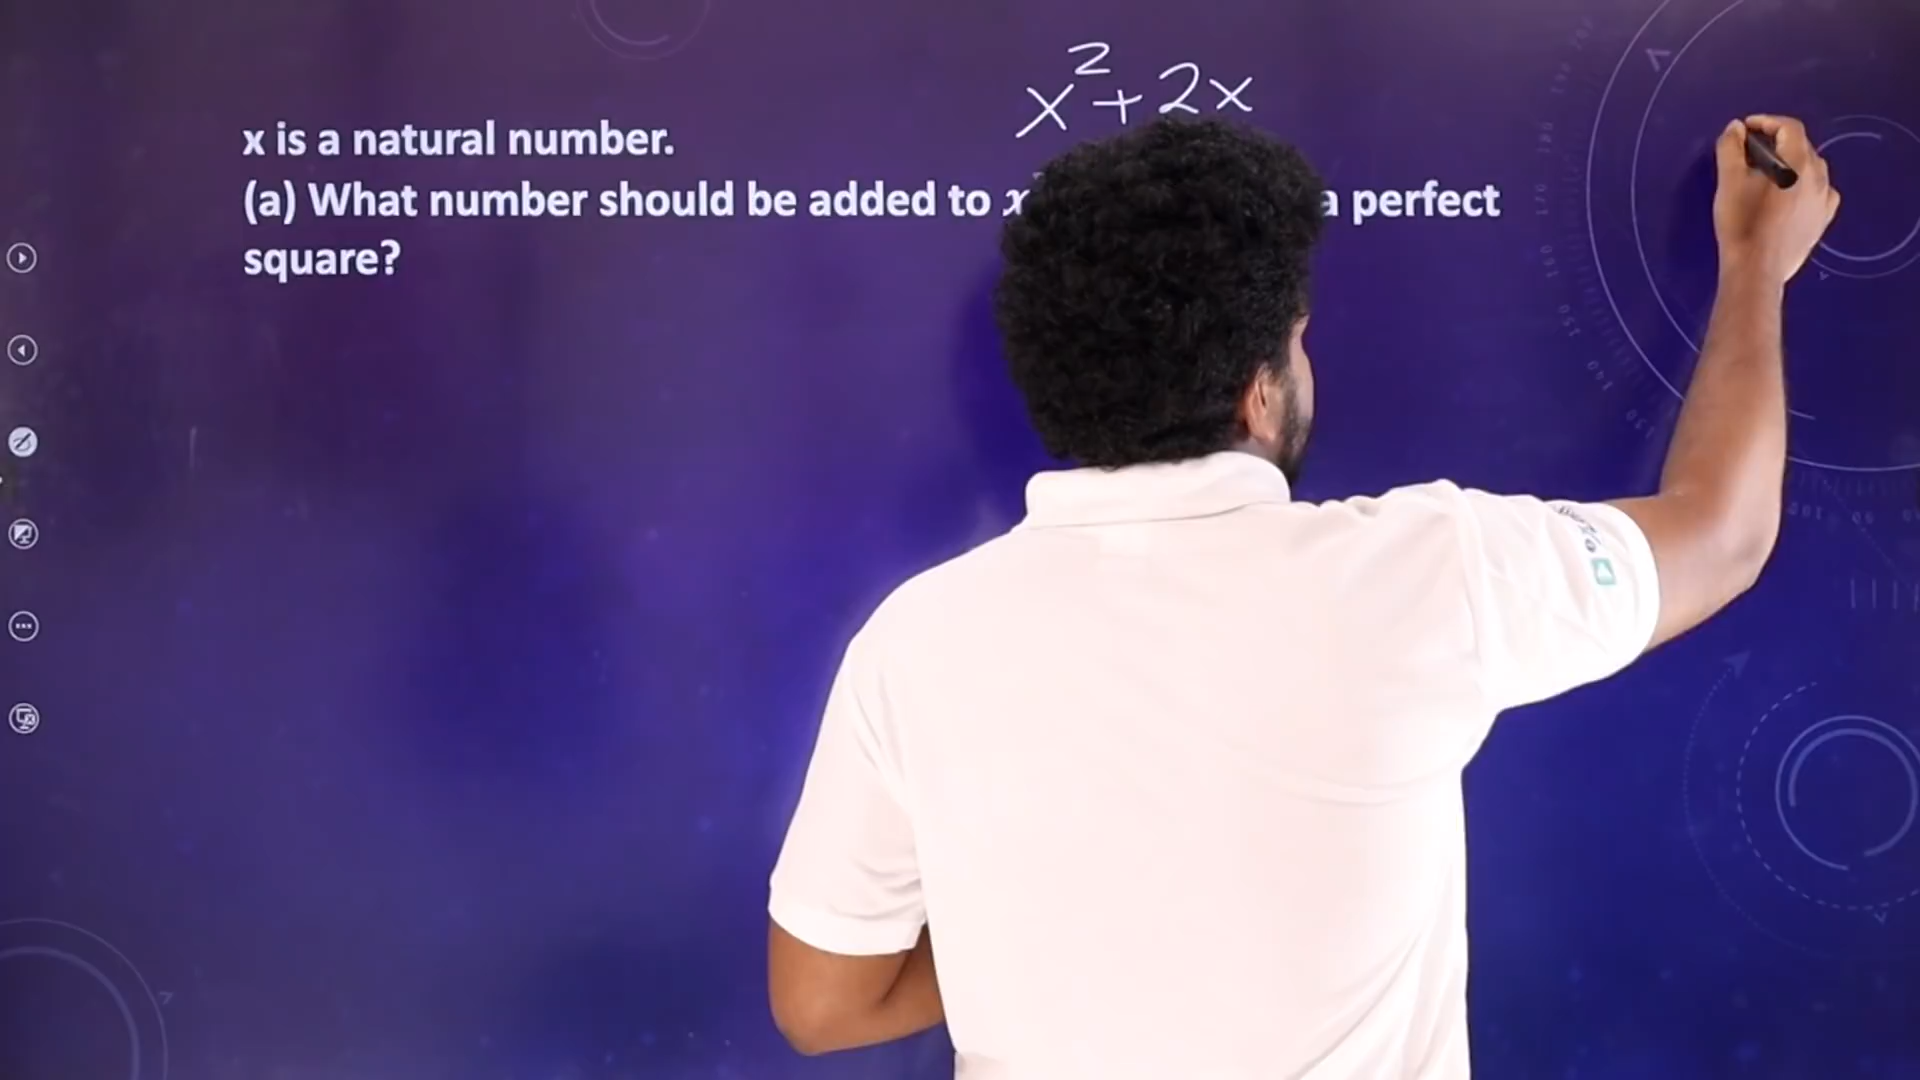 x² + 2x
x is a natural number.
(a) What number should be added to x a perfect
square?